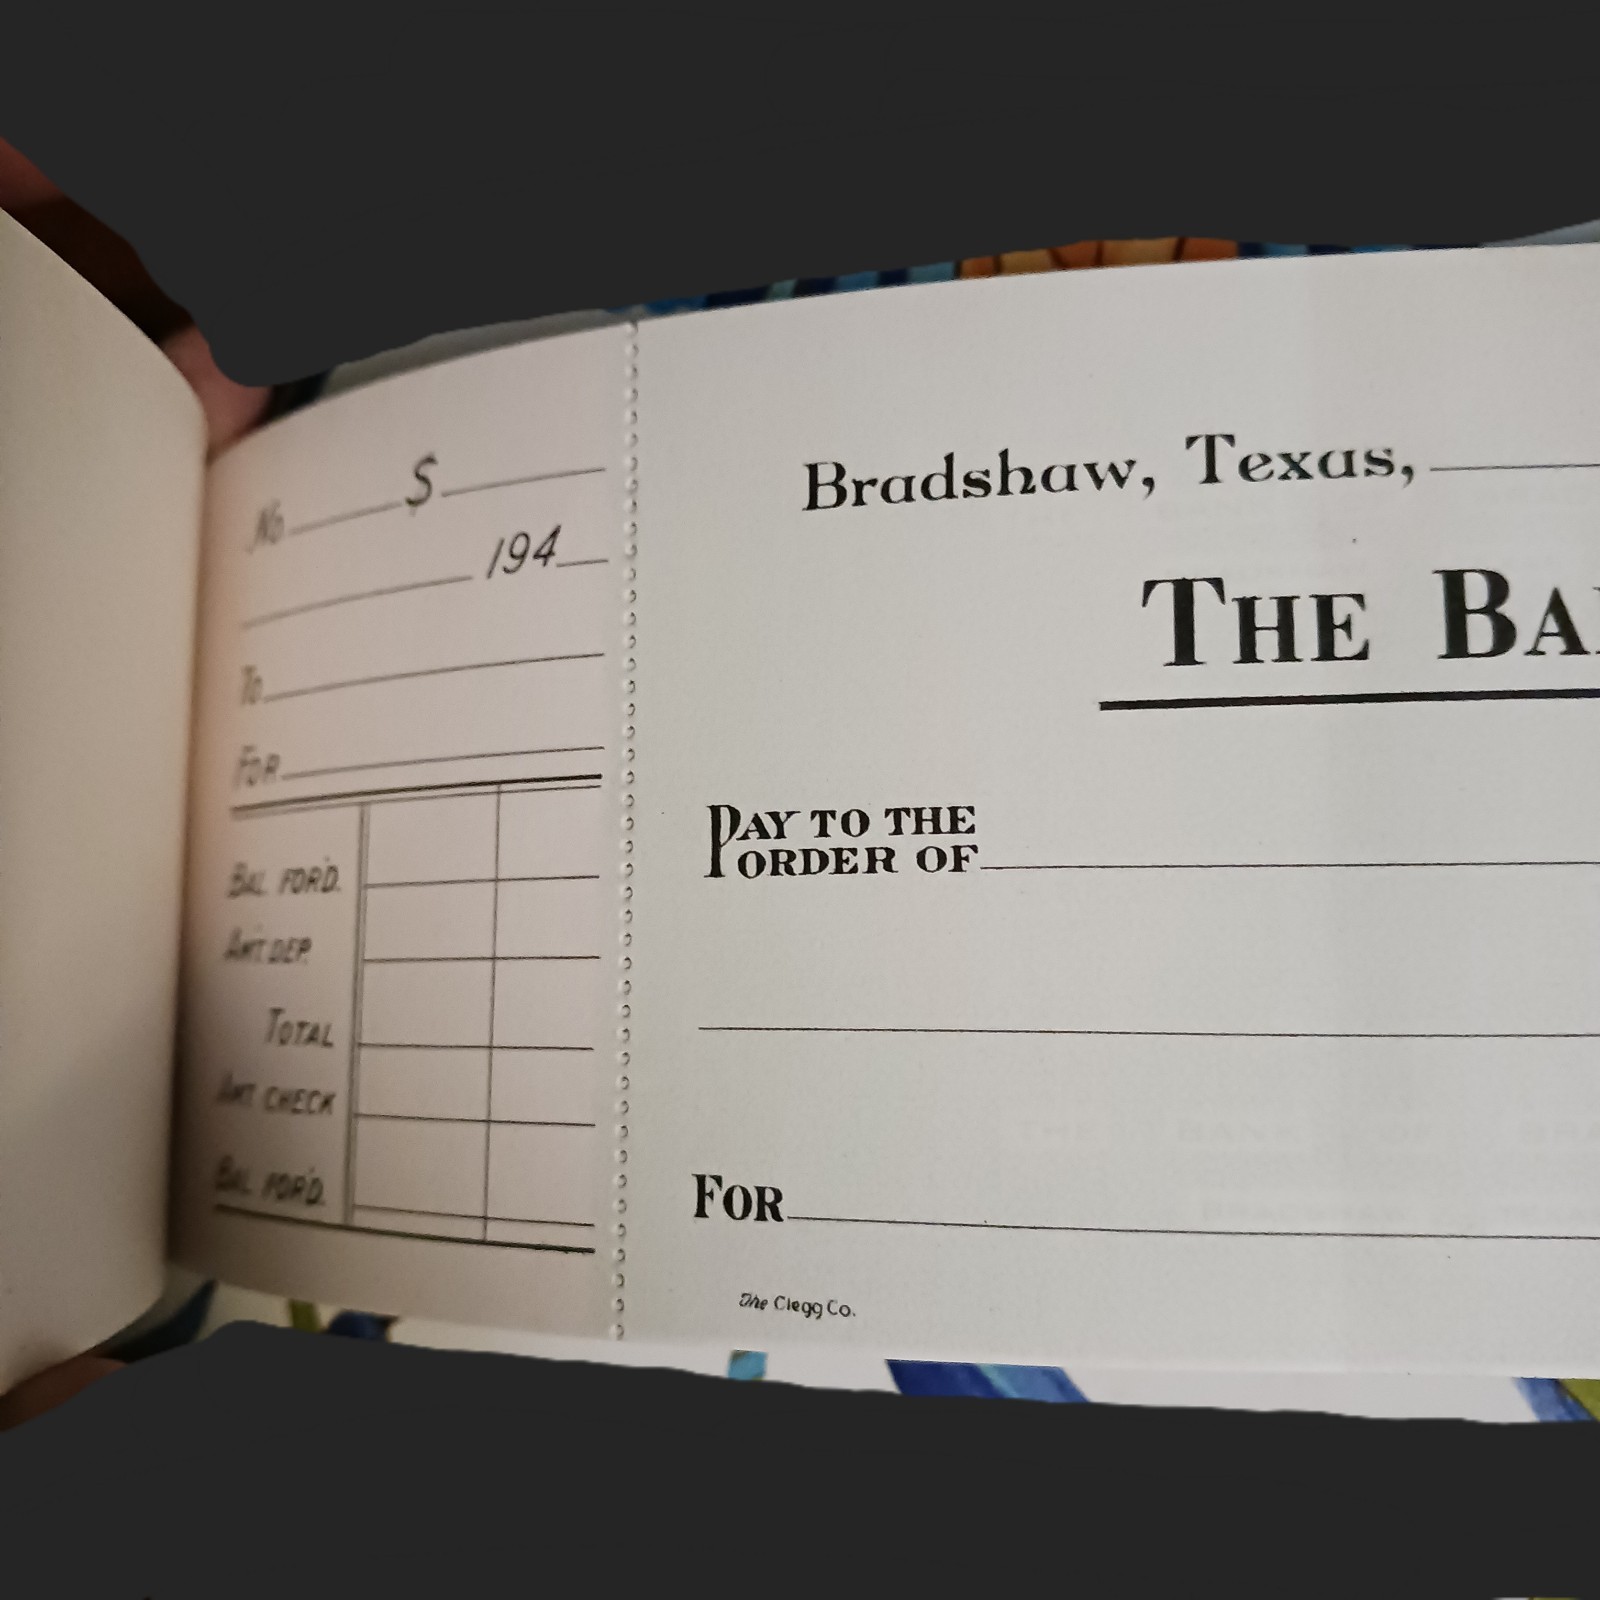 No. $
194
To
For
BAL. FOR'D.
AM'T DEP.
TOTAL
AMT CHECK
BAL. FOR'D.
Bradshaw, Texas,
THE BA
PAY TO THE
ORDER OF
FOR
The Clegg Co.